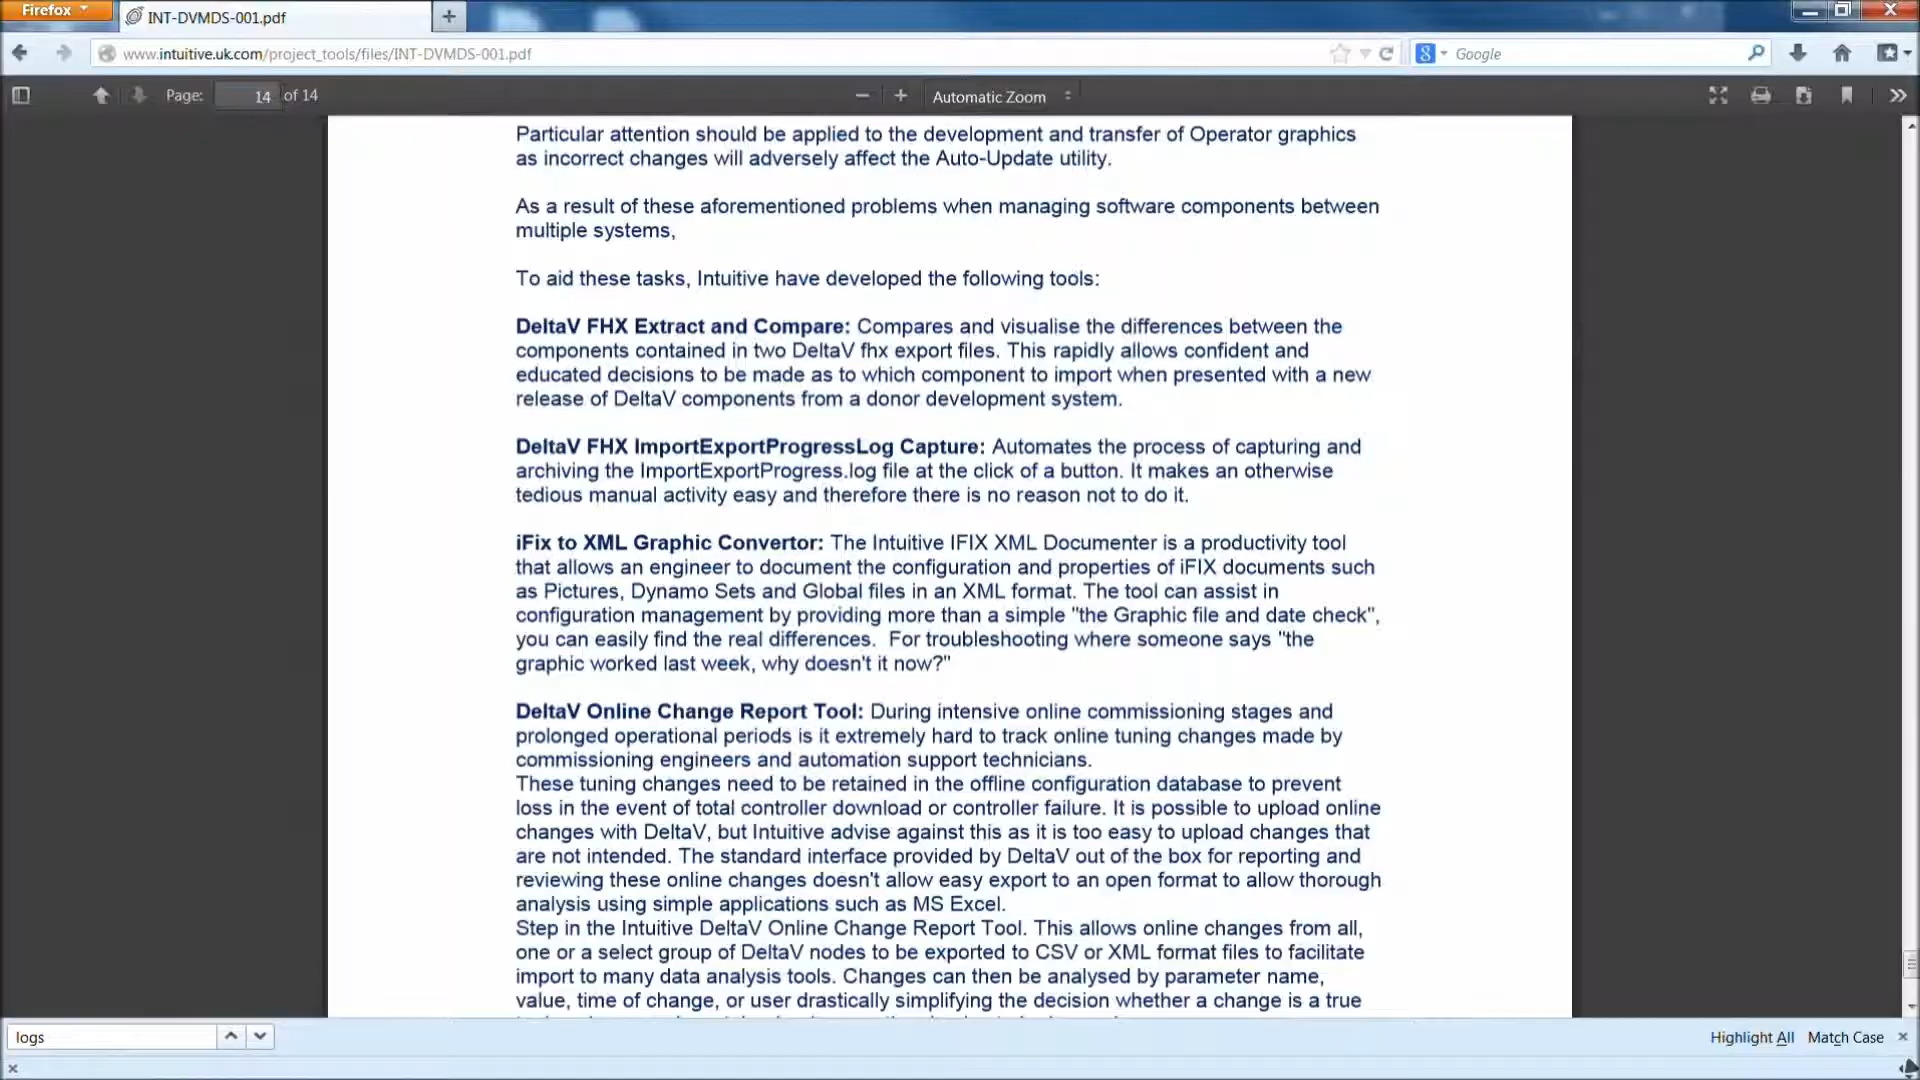 Firefox
INT-DVMDS-001.pdf
www.intuitive.uk.com/project_tools/files/INT-DVMDS-001.pdf
Google
Page: 14 of 14
Automatic Zoom
Particular attention should be applied to the development and transfer of Operator graphics
as incorrect changes will adversely affect the Auto-Update utility.
As a result of these aforementioned problems when managing software components between
multiple systems,
To aid these tasks, Intuitive have developed the following tools:
DeltaV FHX Extract and Compare: Compares and visualise the differences between the
components contained in two DeltaV fhx export files. This rapidly allows confident and
educated decisions to be made as to which component to import when presented with a new
release of DeltaV components from a donor development system.
DeltaV FHX ImportExportProgressLog Capture: Automates the process of capturing and
archiving the ImportExportProgress.log file at the click of a button. It makes an otherwise
tedious manual activity easy and therefore there is no reason not to do it.
iFix to XML Graphic Convertor: The Intuitive IFIX XML Documenter is a productivity tool
that allows an engineer to document the configuration and properties of iFIX documents such
as Pictures, Dynamo Sets and Global files in an XML format. The tool can assist in
configuration management by providing more than a simple "the Graphic file and date check",
you can easily find the real differences.  For troubleshooting where someone says "the
graphic worked last week, why doesn't it now?"
DeltaV Online Change Report Tool: During intensive online commissioning stages and
prolonged operational periods is it extremely hard to track online tuning changes made by
commissioning engineers and automation support technicians.
These tuning changes need to be retained in the offline configuration database to prevent
loss in the event of total controller download or controller failure. It is possible to upload online
changes with DeltaV, but Intuitive advise against this as it is too easy to upload changes that
are not intended. The standard interface provided by DeltaV out of the box for reporting and
reviewing these online changes doesn't allow easy export to an open format to allow thorough
analysis using simple applications such as MS Excel.
Step in the Intuitive DeltaV Online Change Report Tool. This allows online changes from all,
one or a select group of DeltaV nodes to be exported to CSV or XML format files to facilitate
import to many data analysis tools. Changes can then be analysed by parameter name,
value, time of change, or user drastically simplifying the decision whether a change is a true
logs
Highlight All
Match Case